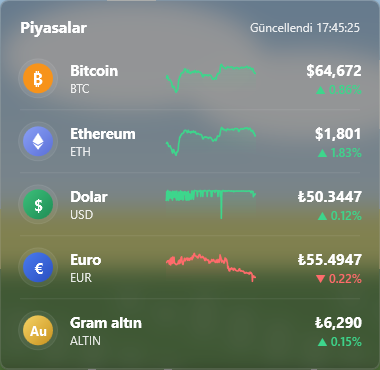 Piyasalar
Güncellendi 17:45:25
Bitcoin
$64,672
BTC
▲ 0.86%
Ethereum
$1,801
ETH
▲ 1.83%
$
Dolar
₺50.3447
USD
▲ 0.12%
€
Euro
₺55.4947
EUR
▼ 0.22%
Au
Gram altın
₺6,290
ALTIN
▲ 0.15%